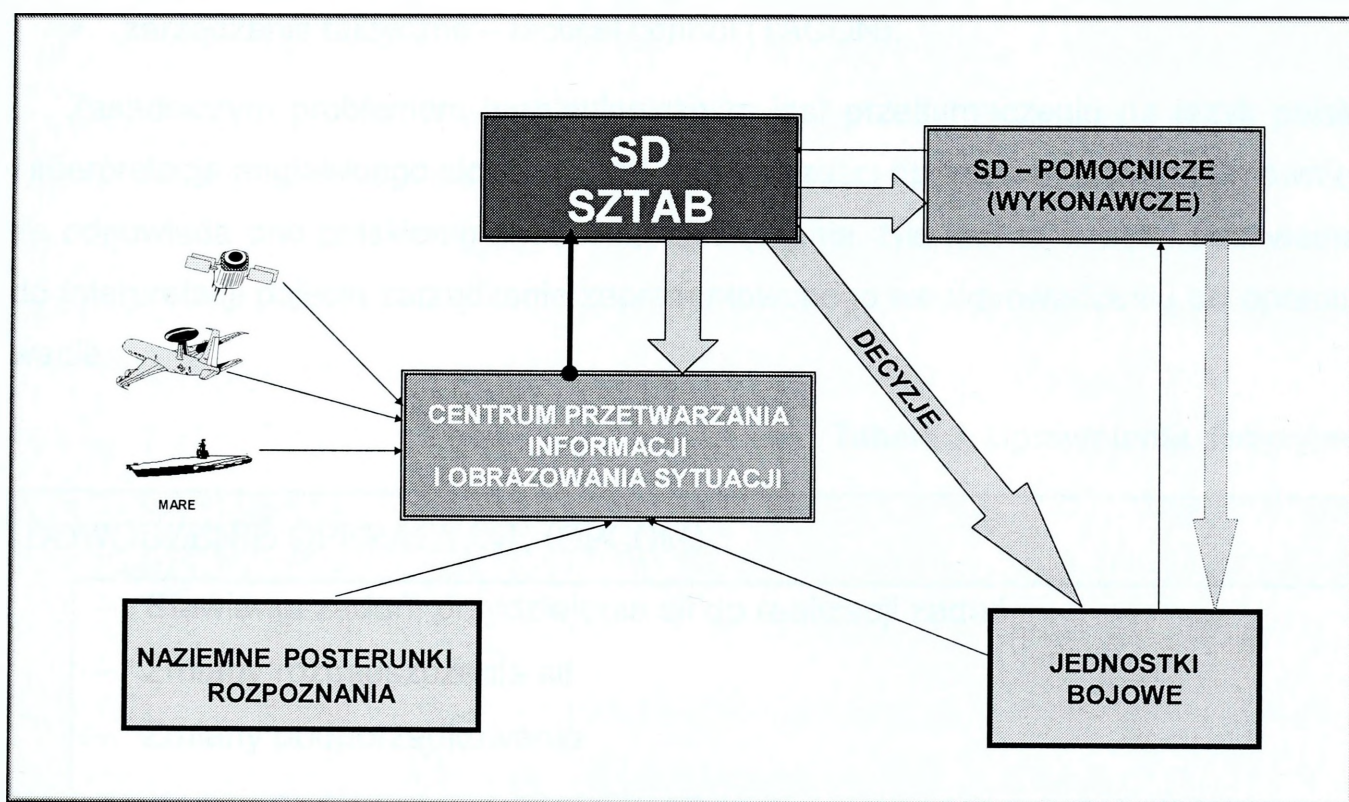 SD
SZTAB
SD – POMOCNICZE
(WYKONAWCZE)
DECYZJE
CENTRUM PRZETWARZANIA
INFORMACJI
I OBRAZOWANIA SYTUACJI
MARE
NAZIEMNE POSTERUNKI
ROZPOZNANIA
JEDNOSTKI
BOJOWE